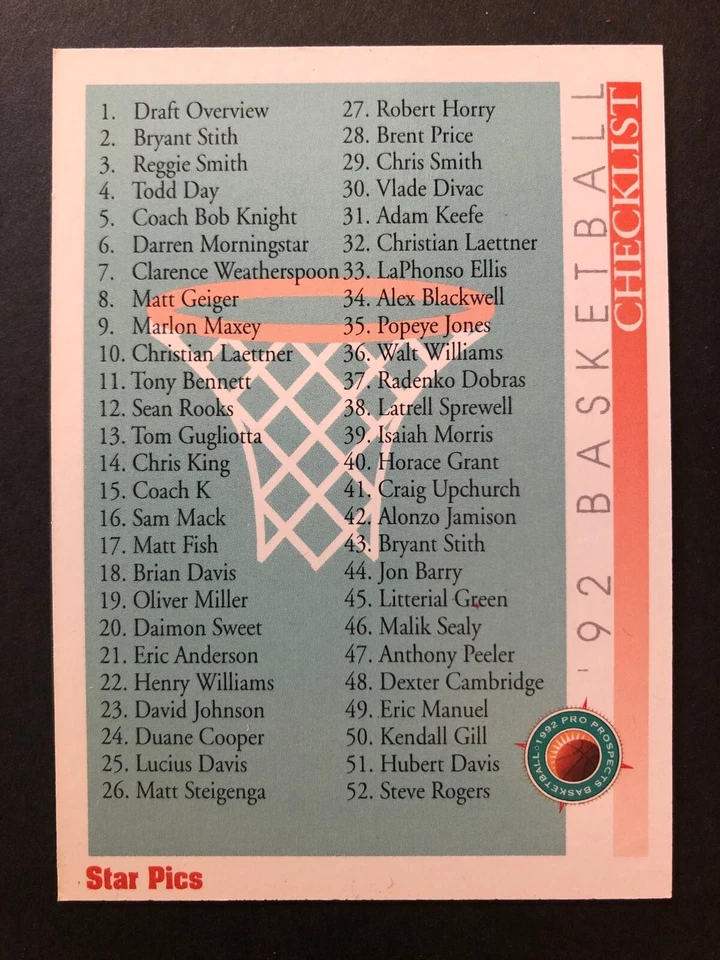 1. Draft Overview
2. Bryant Stith
3. Reggie Smith
4. Todd Day
5. Coach Bob Knight
6. Darren Morningstar
7. Clarence Weatherspoon
8. Matt Geiger
9. Marlon Maxey
10. Christian Laettner
11. Tony Bennett
12. Sean Rooks
13. Tom Gugliotta
14. Chris King
15. Coach K
16. Sam Mack
17. Matt Fish
18. Brian Davis
19. Oliver Miller
20. Daimon Sweet
21. Eric Anderson
22. Henry Williams
23. David Johnson
24. Duane Cooper
25. Lucius Davis
26. Matt Steigenga
27. Robert Horry
28. Brent Price
29. Chris Smith
30. Vlade Divac
31. Adam Keefe
32. Christian Laettner
33. LaPhonso Ellis
34. Alex Blackwell
35. Popeye Jones
36. Walt Williams
37. Radenko Dobras
38. Latrell Sprewell
39. Isaiah Morris
40. Horace Grant
41. Craig Upchurch
42. Alonzo Jamison
43. Bryant Stith
44. Jon Barry
45. Litterial Green
46. Malik Sealy
47. Anthony Peeler
48. Dexter Cambridge
49. Eric Manuel
50. Kendall Gill
51. Hubert Davis
52. Steve Rogers
'92 BASKETBALL
CHECKLIST
1992 PRO PROSPECTS BASKETBALL
Star Pics